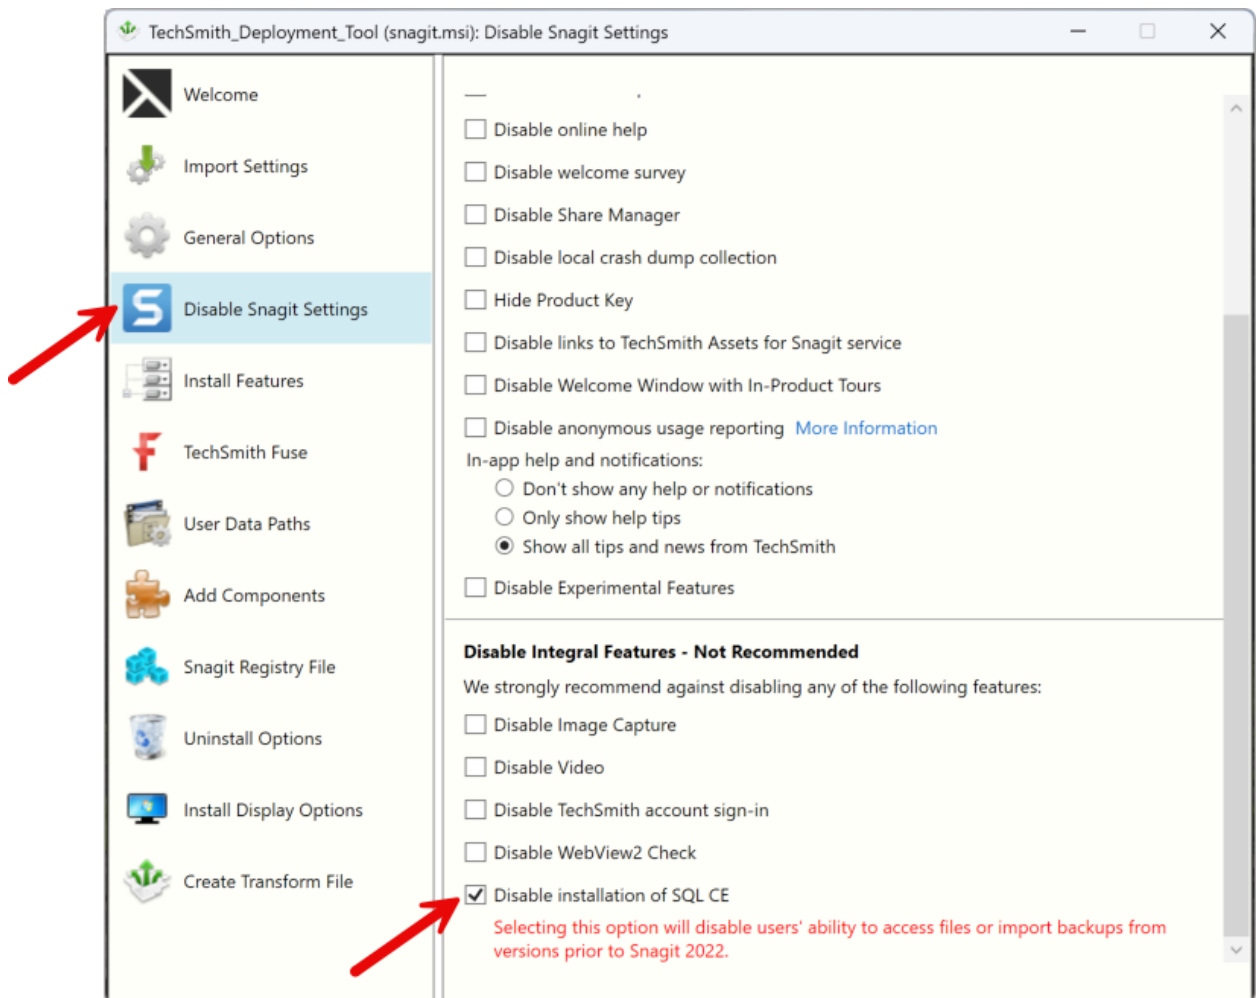 TechSmith_Deployment_Tool (snagit.msi): Disable Snagit Settings
Welcome
Import Settings
General Options
Disable Snagit Settings
Install Features
TechSmith Fuse
User Data Paths
Add Components
Snagit Registry File
Uninstall Options
Install Display Options
Create Transform File
Disable online help
Disable welcome survey
Disable Share Manager
Disable local crash dump collection
Hide Product Key
Disable links to TechSmith Assets for Snagit service
Disable Welcome Window with In-Product Tours
Disable anonymous usage reporting More Information
In-app help and notifications:
Don't show any help or notifications
Only show help tips
Show all tips and news from TechSmith
Disable Experimental Features
Disable Integral Features - Not Recommended
We strongly recommend against disabling any of the following features:
Disable Image Capture
Disable Video
Disable TechSmith account sign-in
Disable WebView2 Check
Disable installation of SQL CE
Selecting this option will disable users' ability to access files or import backups from
versions prior to Snagit 2022.